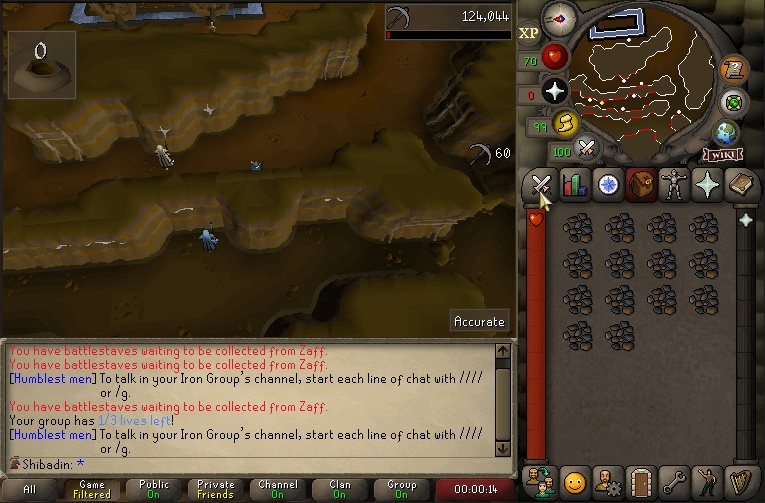 0
124,044
XP
70
0
99
100
WIKI
60
Accurate
You have battlestaves waiting to be collected from Zaff.
You have battlestaves waiting to be collected from Zaff.
[Humblest men] To talk in your Iron Group's channel, start each line of chat with ////
or /g.
You have battlestaves waiting to be collected from Zaff.
Your group has 1/3 lives left!
[Humblest men] To talk in your Iron Group's channel, start each line of chat with ////
or /g.
Shibadin: *
All
Game
Filtered
Public
On
Private
Friends
Channel
On
Clan
On
Group
On
00:00:14